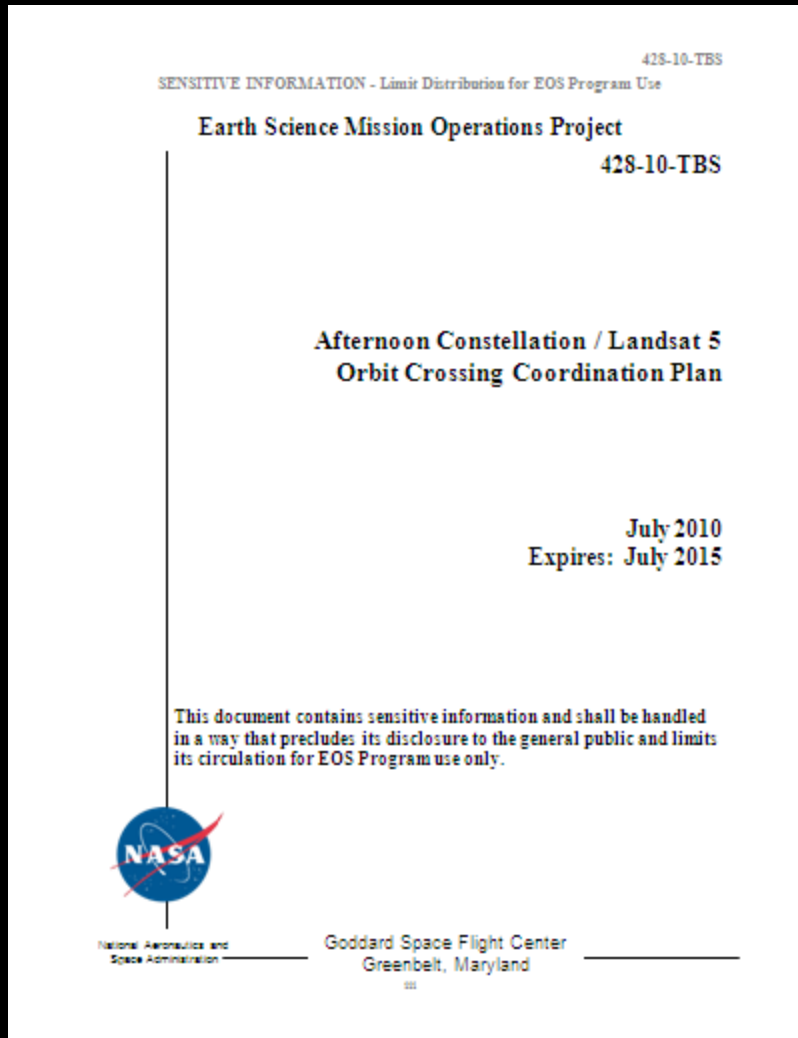 428-10-TBS
SENSITIVE INFORMATION - Limit Distribution for EOS Program Use
Earth Science Mission Operations Project
428-10-TBS
Afternoon Constellation / Landsat 5
Orbit Crossing Coordination Plan
July 2010
Expires: July 2015
This document contains sensitive information and shall be handled
in a way that precludes its disclosure to the general public and limits
its circulation for EOS Program use only.
NASA
National Aeronautics and
Space Administration
Goddard Space Flight Center
Greenbelt, Maryland